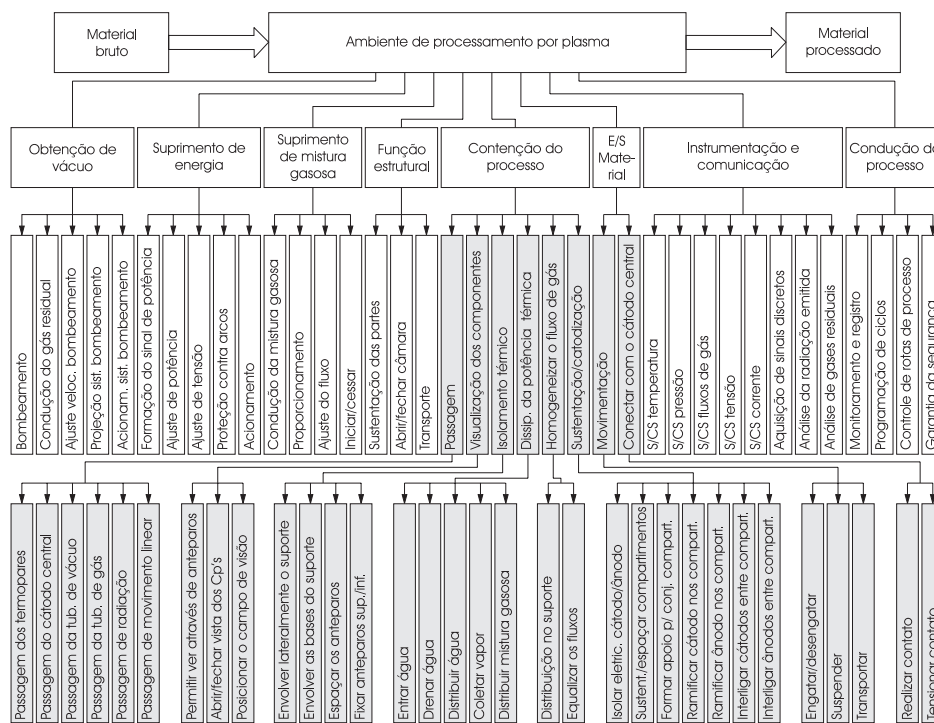 Material
bruto
Ambiente de processamento por plasma
Material
processado
Obtenção de
vácuo
Suprimento de
energia
Suprimento
de mistura
gasosa
Função
estrutural
Contenção do
processo
E/S
Mate-
rial
Instrumentação e
comunicação
Condução do
processo
Bombeamento
Condução do gás residual
Ajuste veloc. bombeamento
Projeção sist. bombeamento
Acionam. sist. bombeamento
Formação do sinal de potência
Ajuste de potência
Ajuste de tensão
Proteção contra arcos
Acionamento
Condução da mistura gasosa
Proporcionamento
Ajuste do fluxo
Iniciar/cessar
Sustentação das partes
Abrir/fechar câmara
Transporte
Passagem
Visualização dos componentes
Isolamento térmico
Dissip. da potência térmica
Homogeneizar o fluxo de gás
Sustentação/catodização
Movimentação
Conectar com o cátodo central
S/CS temperatura
S/CS pressão
S/CS fluxos de gás
S/CS tensão
S/CS corrente
Aquisição de sinais discretos
Análise da radiação emitida
Análise de gases residuais
Monitoramento e registro
Programação de ciclos
Controle de rotas de processo
Garantia da segurança
Passagem dos termopares
Passagem do cátodo central
Passagem da tub. de vácuo
Passagem da tub. de gás
Passagem de radiação
Passagem de movimento linear
Permitir ver através de anteparos
Abrir/fechar vista dos Cp's
Posicionar o campo de visão
Envolver lateralmente o suporte
Envolver as bases do suporte
Espaçar os anteparos
Fixar anteparos sup./inf.
Entrar água
Drenar água
Distribuir água
Coletar vapor
Distribuir mistura gasosa
Distribuição no suporte
Equalizar os fluxos
Isolar eletric. cátodo/ânodo
Sustent./espaçar compartimentos
Formar apoio p/ conj. compart.
Ramificar cátodo nos compart.
Ramificar ânodo nos compart.
Interligar cátodos entre compart.
Interligar ânodos entre compart.
Engatar/desengatar
Suspender
Transportar
Realizar contato
Tensionar contato